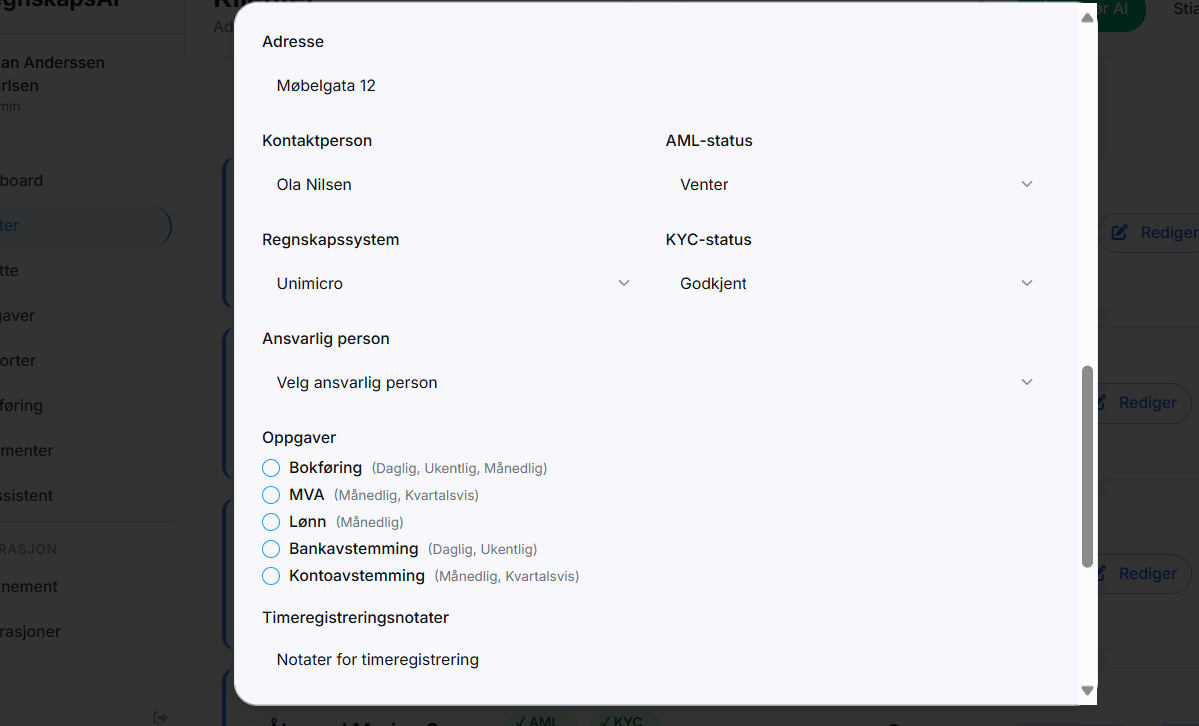 Adresse
Møbelgata 12
Kontaktperson
AML-status
Ola Nilsen
Venter
Regnskapssystem
KYC-status
Unimicro
Godkjent
Ansvarlig person
Velg ansvarlig person
Oppgaver
Bokføring (Daglig, Ukentlig, Månedlig)
MVA (Månedlig, Kvartalsvis)
Lønn (Månedlig)
Bankavstemming (Daglig, Ukentlig)
Kontoavstemming (Månedlig, Kvartalsvis)
Timeregistreringsnotater
Notater for timeregistrering
an Anderssen
rlsen
min
board
ter
tte
gaver
orter
føring
menter
ssistent
RASJON
nement
rasjoner
Ad
ør AI
Stia
Rediger
Rediger
Rediger
✓ AML
✓ KYC